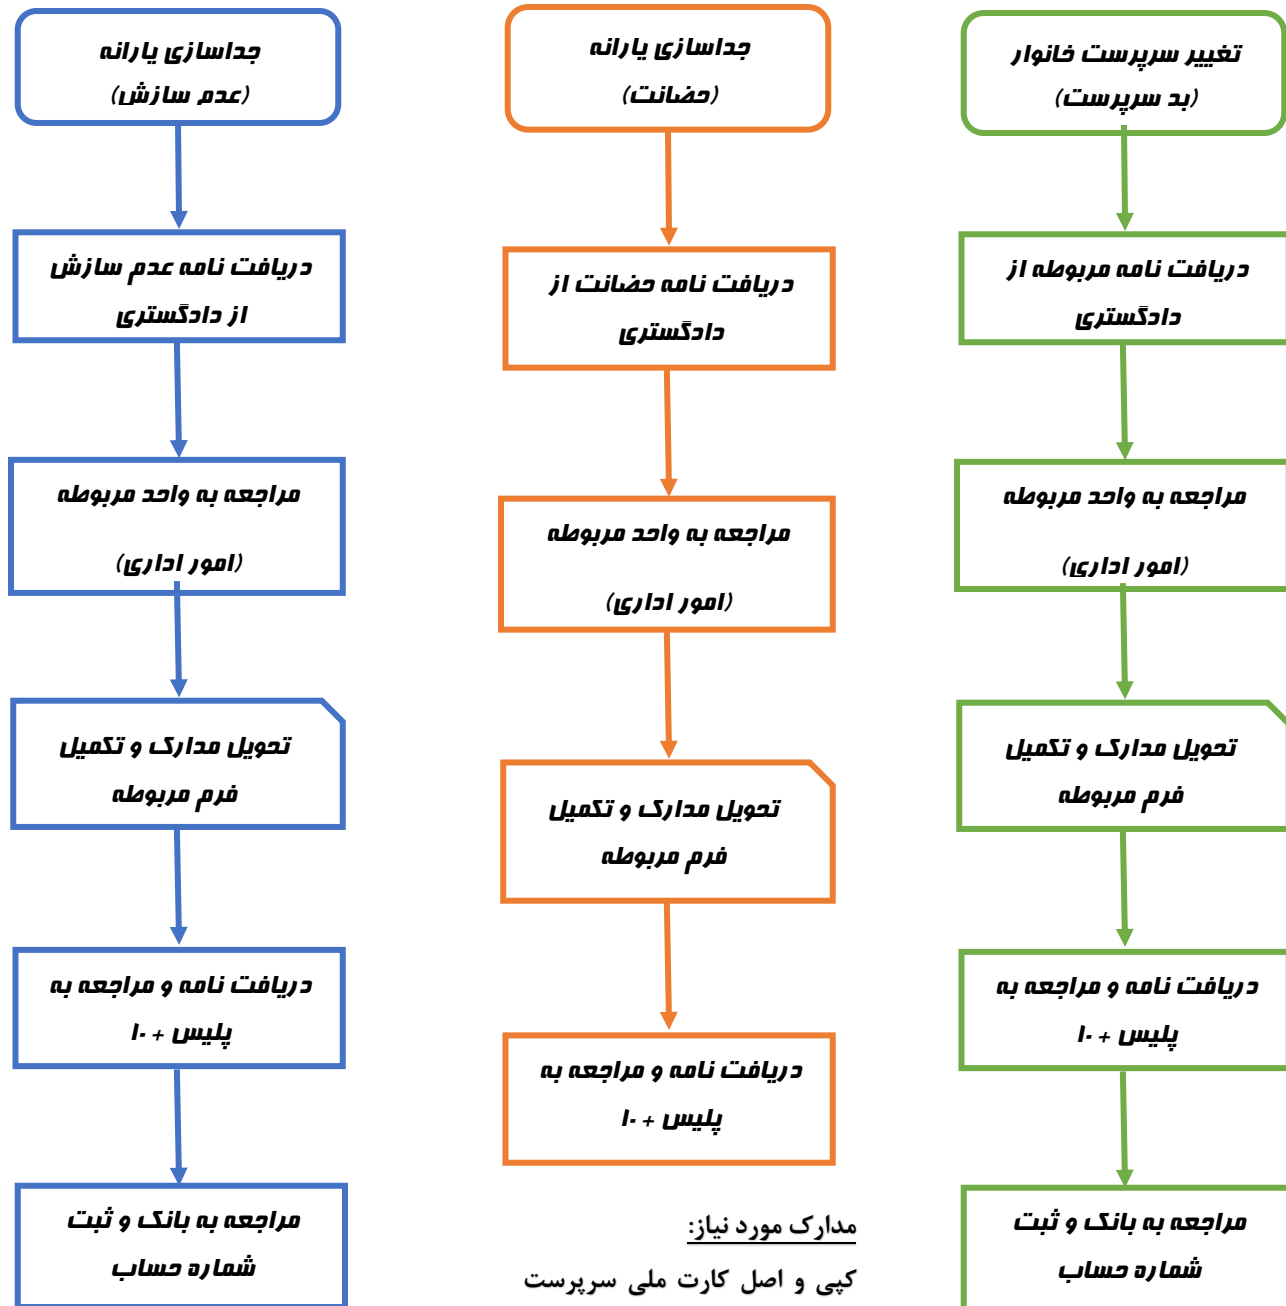 تغییر سرپرست خانوار
(بد سرپرست)
دریافت نامه مربوطه از
دادگستری
مراجعه به واحد مربوطه
(امور اداری)
تحویل مدارک و تکمیل
فرم مربوطه
دریافت نامه و مراجعه به
پلیس + ۱۰
مراجعه به بانک و ثبت
شماره حساب
جداسازی یارانه
(حضانت)
دریافت نامه حضانت از
دادگستری
مراجعه به واحد مربوطه
(امور اداری)
تحویل مدارک و تکمیل
فرم مربوطه
دریافت نامه و مراجعه به
پلیس + ۱۰
مدارک مورد نیاز:
کپی و اصل کارت ملی سرپرست
جداسازی یارانه
(عدم سازش)
دریافت نامه عدم سازش
از دادگستری
مراجعه به واحد مربوطه
(امور اداری)
تحویل مدارک و تکمیل
فرم مربوطه
دریافت نامه و مراجعه به
پلیس + ۱۰
مراجعه به بانک و ثبت
شماره حساب